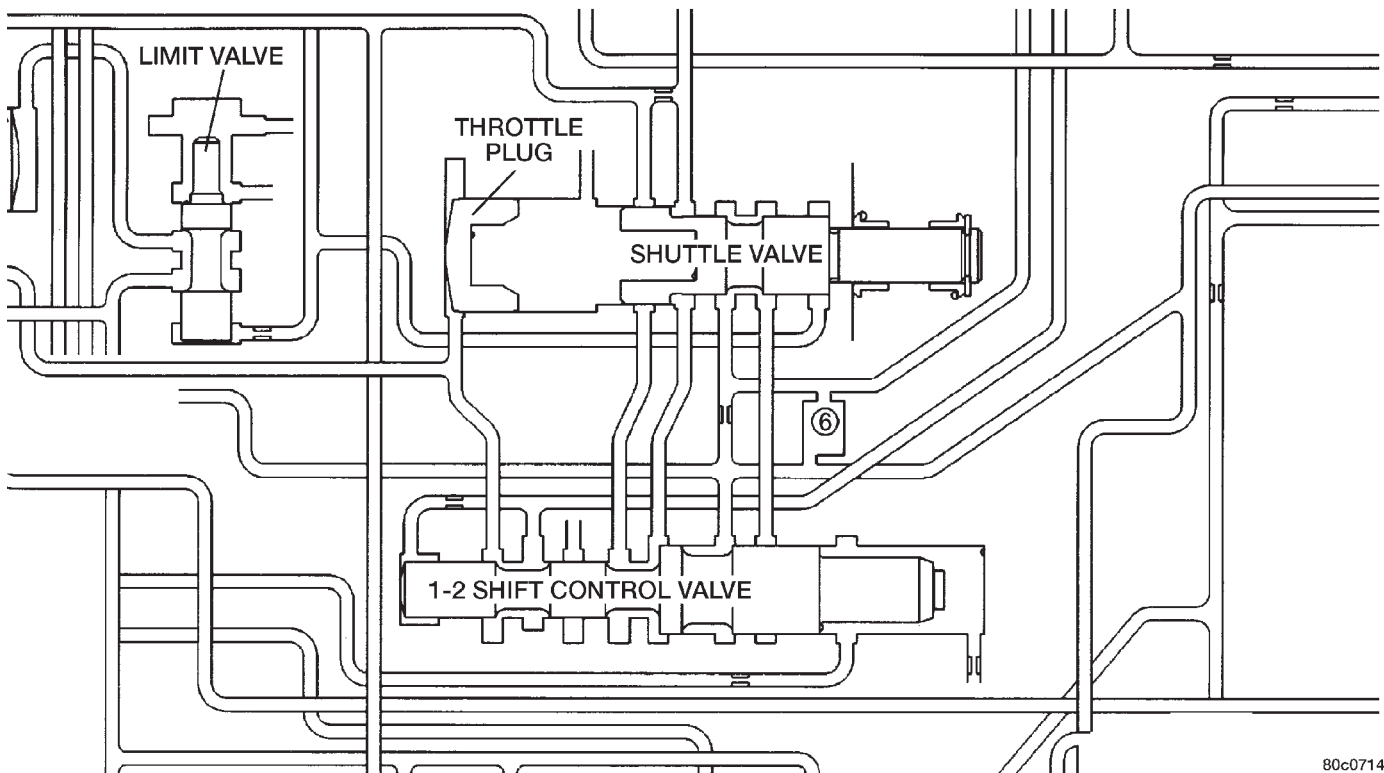 LIMIT VALVE
THROTTLE
PLUG
SHUTTLE VALVE
6
1-2 SHIFT CONTROL VALVE
80c0714